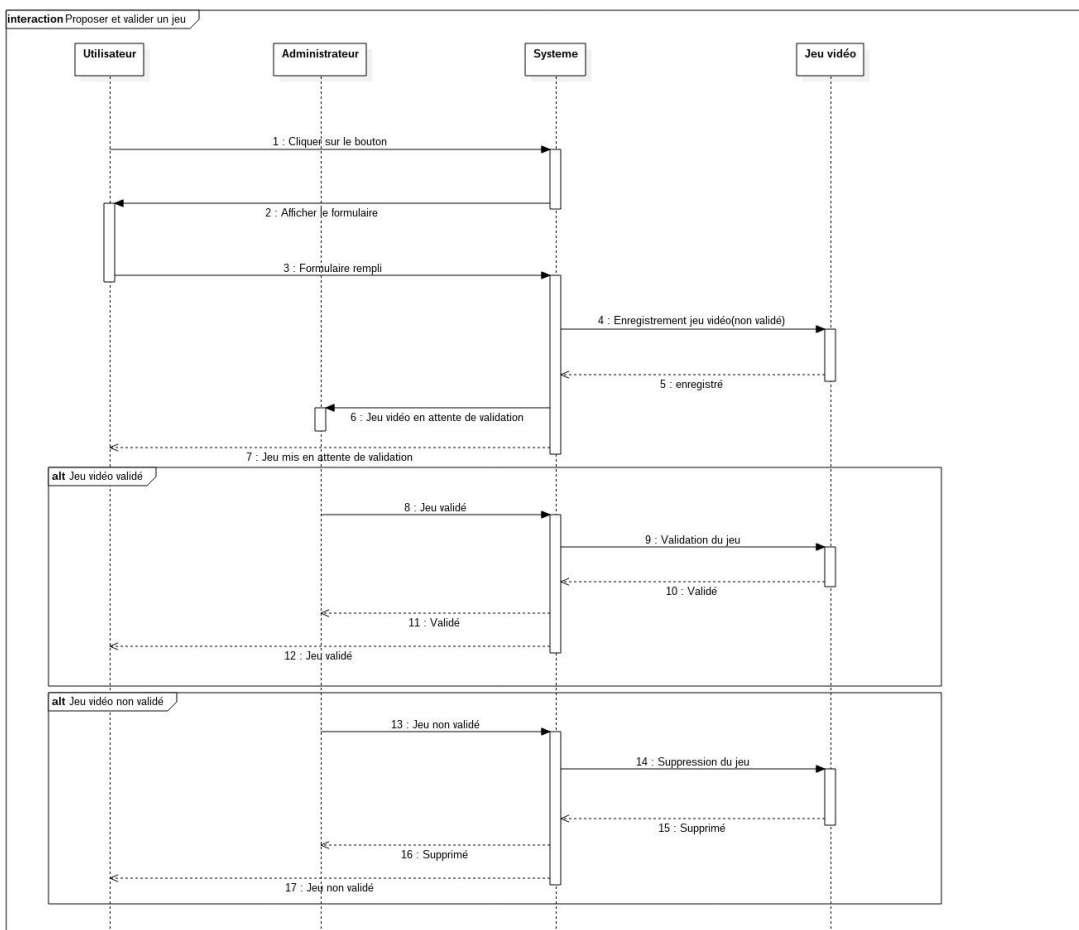 interaction Proposer et valider un jeu
Utilisateur
Administrateur
Systeme
Jeu vidéo
1 : Cliquer sur le bouton
2 : Afficher le formulaire
3 : Formulaire rempli
4 : Enregistrement jeu vidéo(non validé)
5 : enregistré
6 : Jeu vidéo en attente de validation
7 : Jeu mis en attente de validation
alt Jeu vidéo validé
8 : Jeu validé
9 : Validation du jeu
10 : Validé
11 : Validé
12 : Jeu validé
alt Jeu vidéo non validé
13 : Jeu non validé
14 : Suppression du jeu
15 : Supprimé
16 : Supprimé
17 : Jeu non validé